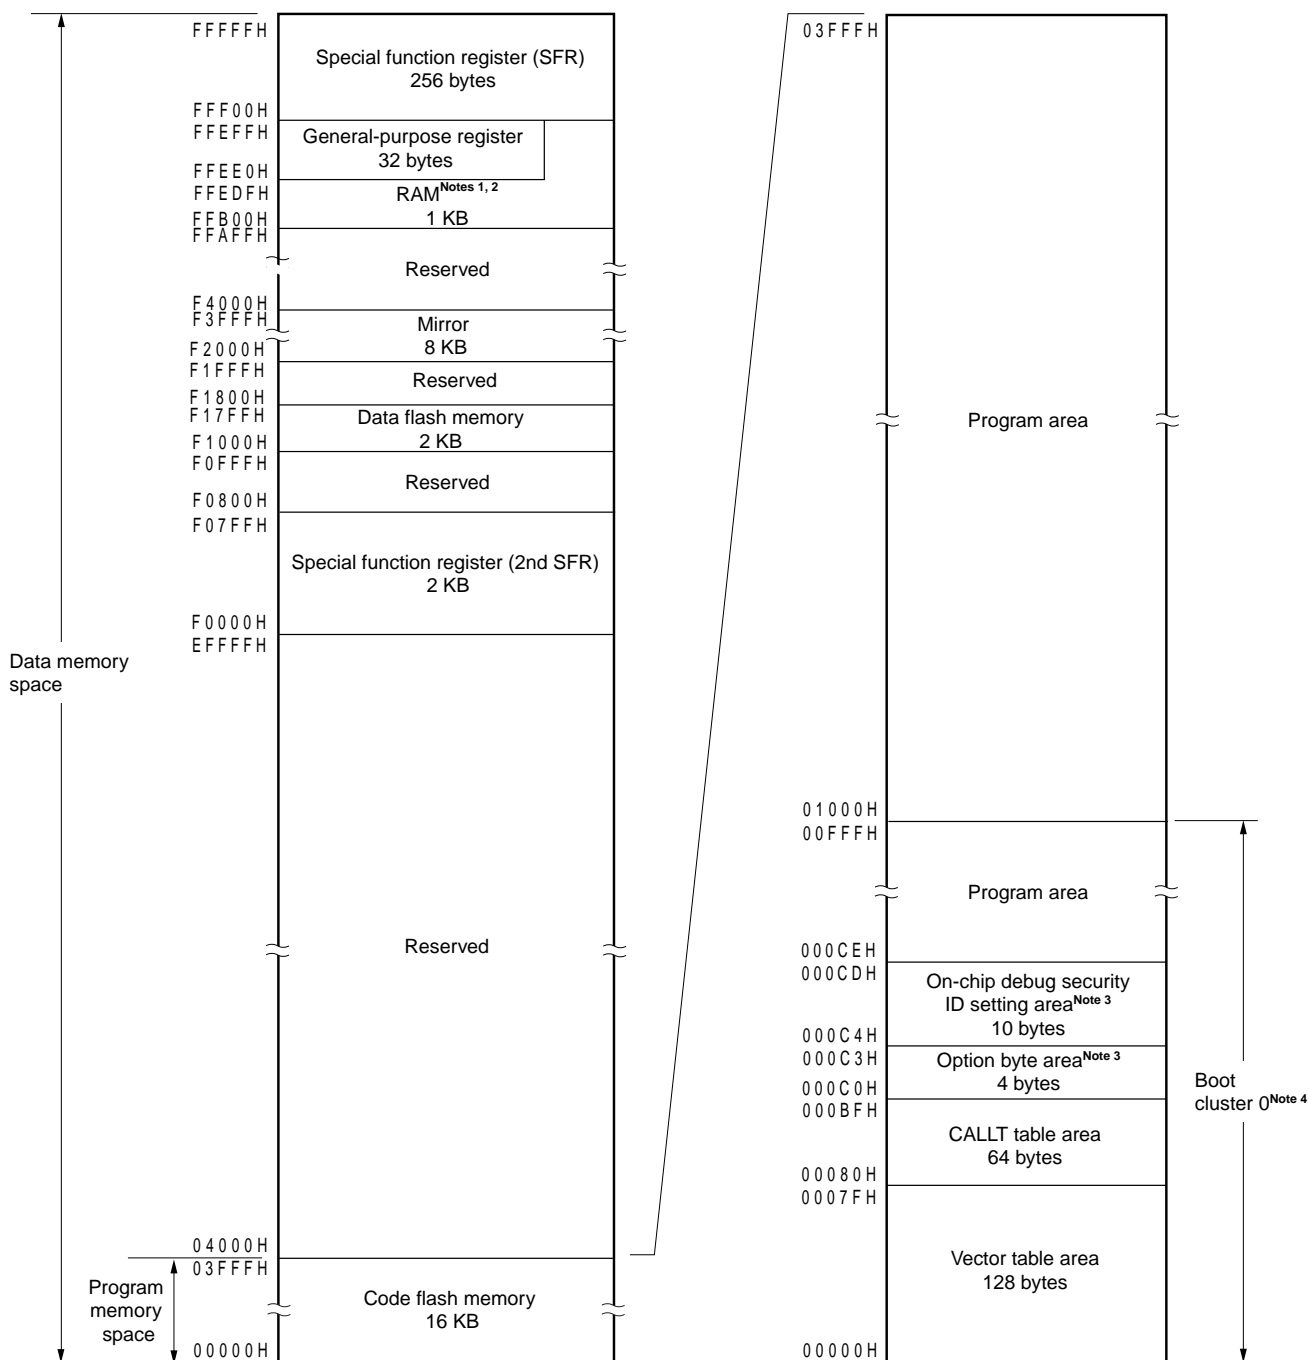 FFFFFH
Special function register (SFR)
256 bytes
FFF00H
FFEFFH
General-purpose register
32 bytes
FFEE0H
FFEDFH
RAMNotes 1, 2
1 KB
FFB00H
FFAFFH
Reserved
F4000H
F3FFFH
Mirror
8 KB
F2000H
F1FFFH
Reserved
F1800H
F17FFH
Data flash memory
2 KB
F1000H
F0FFFH
Reserved
F0800H
F07FFH
Special function register (2nd SFR)
2 KB
F0000H
EFFFFH
Data memory
space
Reserved
04000H
03FFFH
Program
memory
space
Code flash memory
16 KB
00000H
03FFFH
Program area
01000H
00FFFH
Program area
000CEH
000CDH
On-chip debug security
ID setting areaNote 3
10 bytes
000C4H
000C3H
Option byte areaNote 3
4 bytes
000C0H
000BFH
Boot
cluster 0Note 4
CALLT table area
64 bytes
00080H
0007FH
Vector table area
128 bytes
00000H